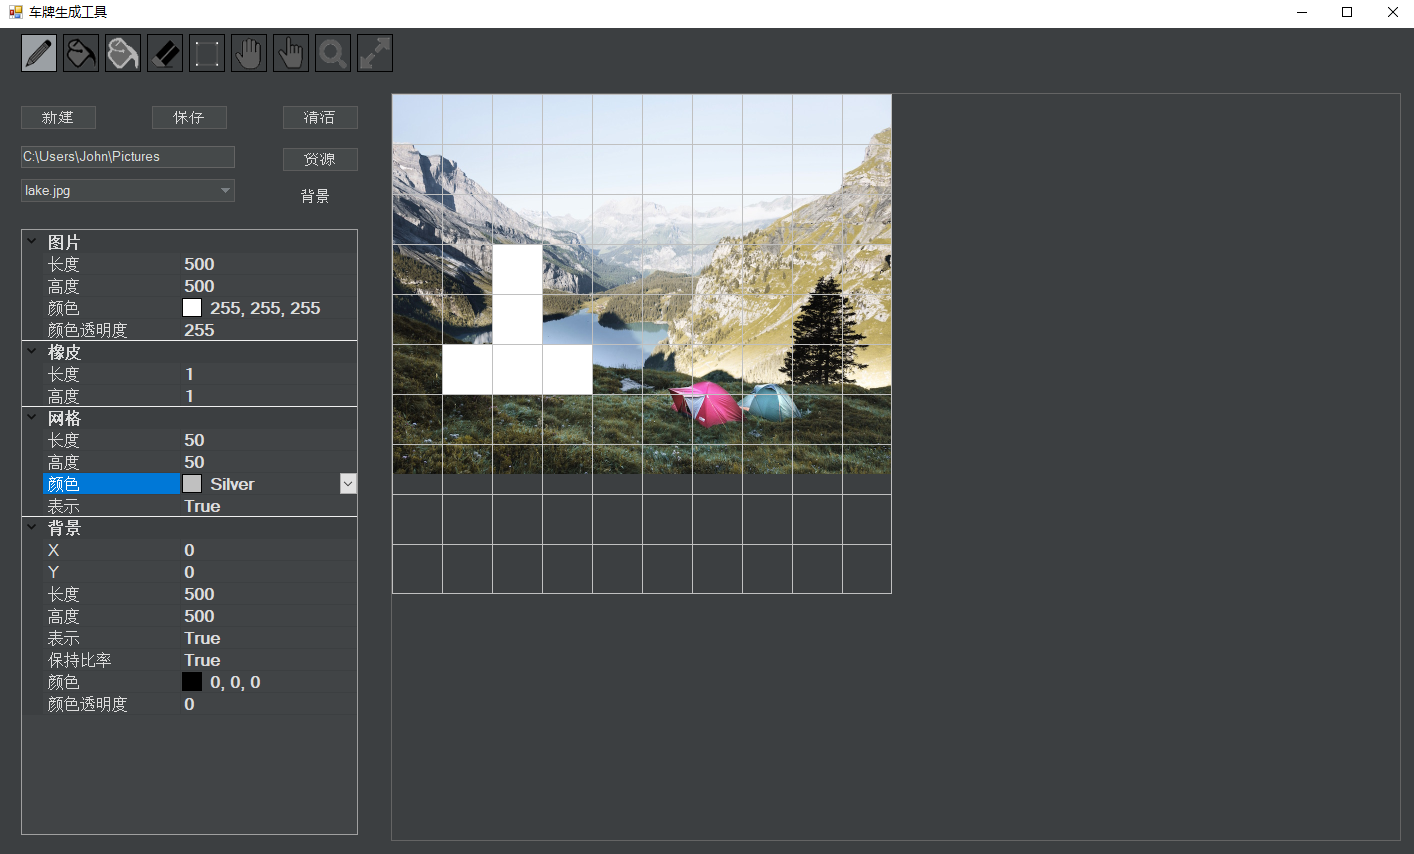 车牌生成工具
新建 保存 清洒
C:\Users\John\Pictures 资源
lake.jpg 背景
图片
长度 500
高度 500
颜色 255, 255, 255
颜色透明度 255
橡皮
长度 1
高度 1
网格
长度 50
高度 50
颜色 Silver
表示 True
背景
X 0
Y 0
长度 500
高度 500
表示 True
保持比率 True
颜色 0, 0, 0
颜色透明度 0